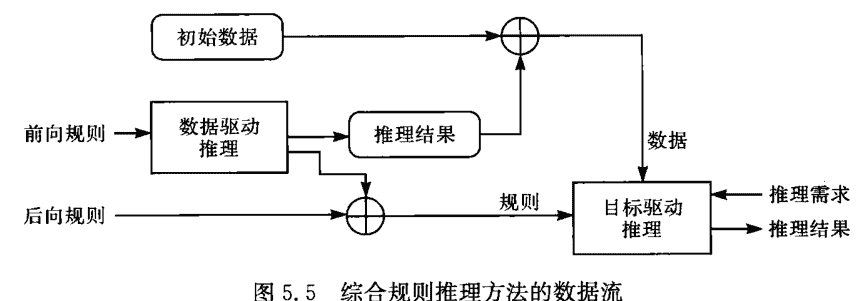 初始数据
前向规则
数据驱动
推理
推理结果
数据
后向规则
规则
目标驱动
推理
推理需求
推理结果
图 5.5 综合规则推理方法的数据流